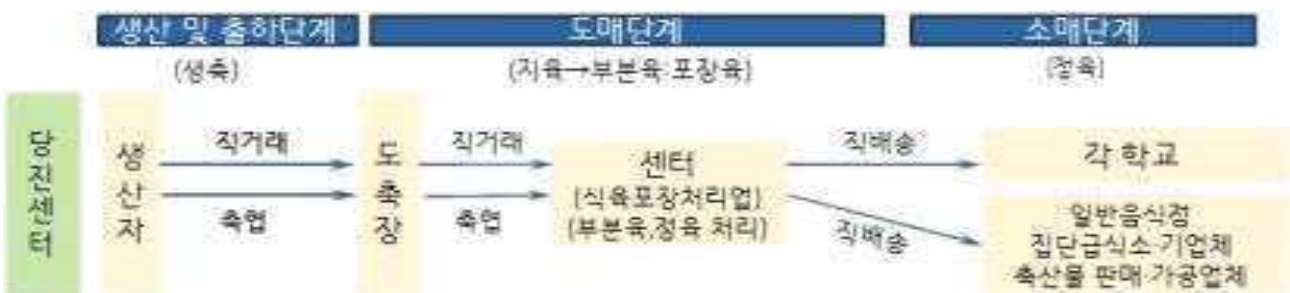 생산 및 출하단계
도매단계
소매단계
(생축)
(지육→부분육·포장육)
(정육)
당진센터
생산자
직거래
축협
도축장
직거래
축협
센터
(식육포장처리업)
(부분육,정육 처리)
직배송
직배송
각 학교
일반음식점
집단급식소·기업체
축산물 판매·가공업체